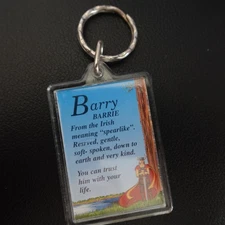 Barry
BARRIE
From the Irish
meaning "spearlike".
Reserved, gentle,
soft- spoken, down to
earth and very kind.
You can trust
him with your
life.